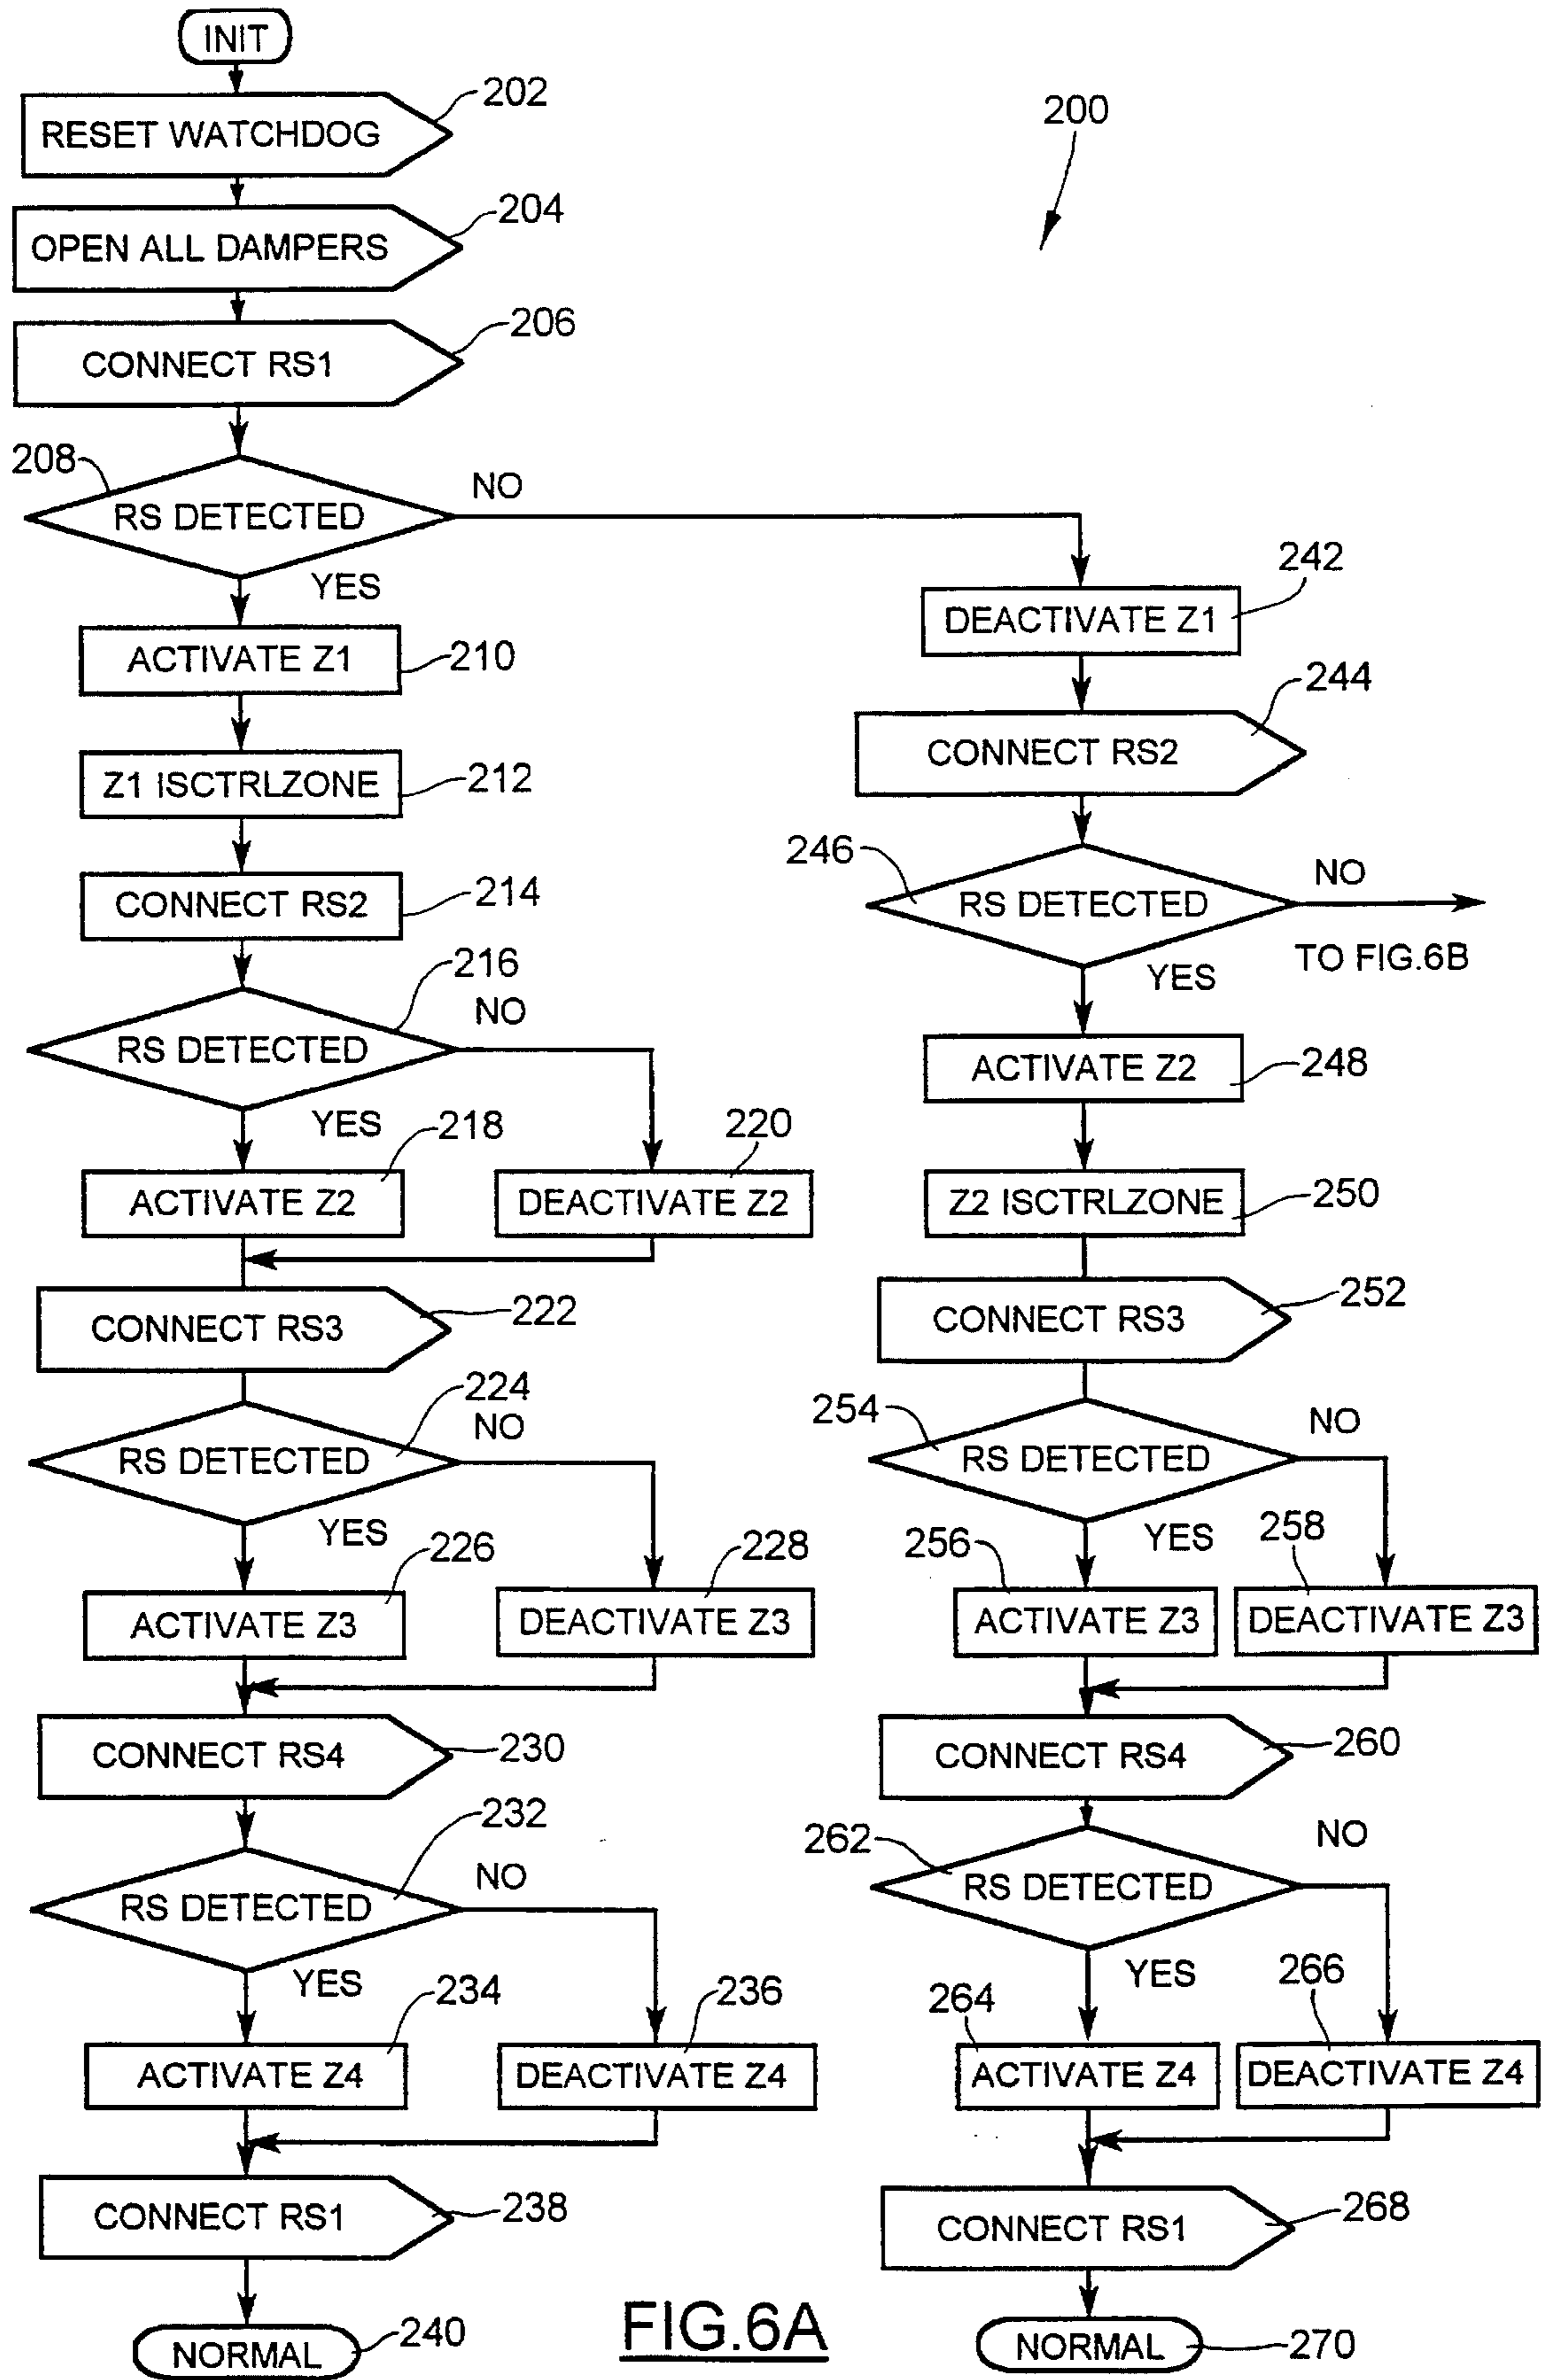 INIT
RESET WATCHDOG
202
200
OPEN ALL DAMPERS
204
CONNECT RS1
206
208
RS DETECTED
NO
YES
ACTIVATE Z1
210
Z1 ISCTRLZONE
212
CONNECT RS2
214
216
RS DETECTED
NO
YES
218
220
ACTIVATE Z2
DEACTIVATE Z2
CONNECT RS3
222
224
RS DETECTED
NO
YES
226
228
ACTIVATE Z3
DEACTIVATE Z3
CONNECT RS4
230
232
RS DETECTED
NO
YES
234
236
ACTIVATE Z4
DEACTIVATE Z4
CONNECT RS1
238
NORMAL
240
242
DEACTIVATE Z1
244
CONNECT RS2
246
RS DETECTED
NO
TO FIG.6B
YES
ACTIVATE Z2
248
Z2 ISCTRLZONE
250
CONNECT RS3
252
254
RS DETECTED
NO
YES
256
258
ACTIVATE Z3
DEACTIVATE Z3
CONNECT RS4
260
262
RS DETECTED
NO
YES
264
266
ACTIVATE Z4
DEACTIVATE Z4
CONNECT RS1
268
NORMAL
270
FIG.6A